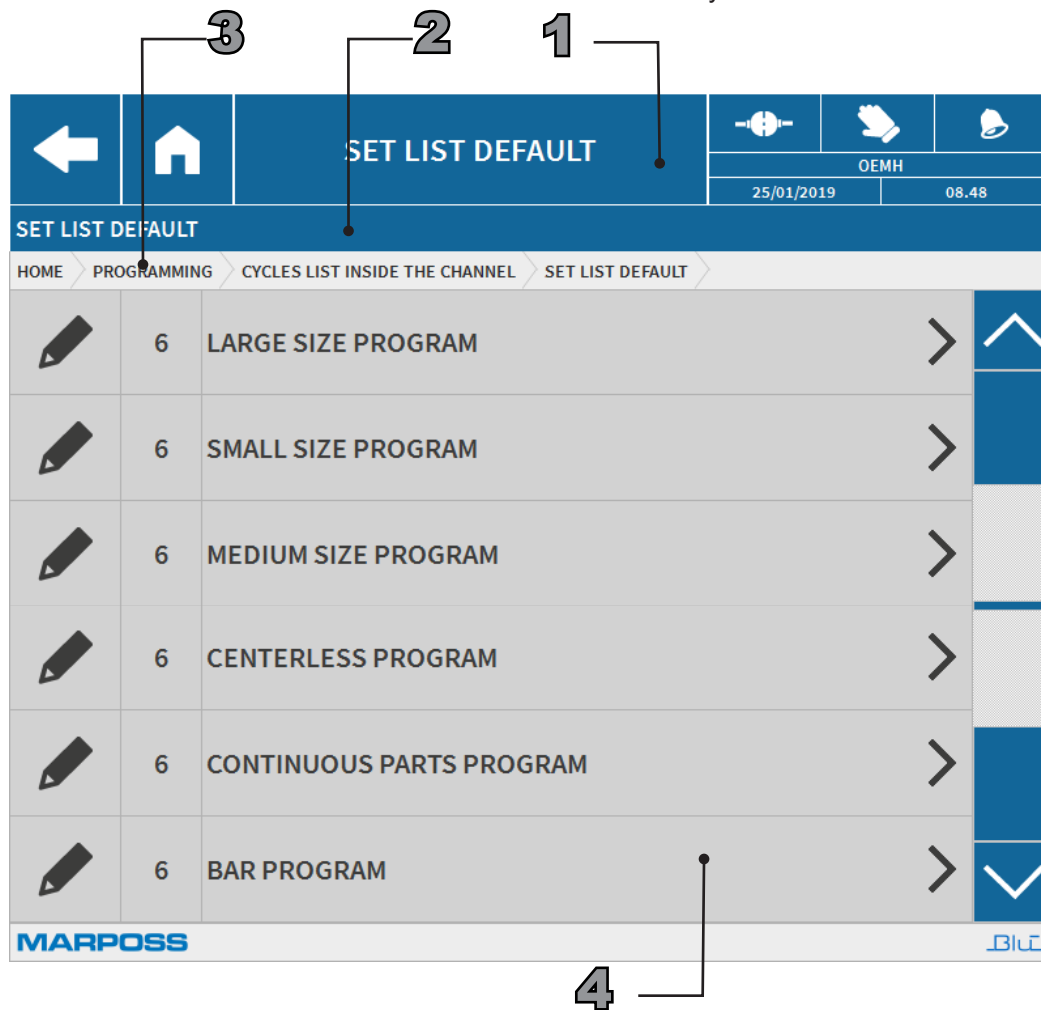 3 2 1
SET LIST DEFAULT
OEMH
25/01/2019 08.48
SET LIST DEFAULT
HOME PROGRAMMING CYCLES LIST INSIDE THE CHANNEL SET LIST DEFAULT
6 LARGE SIZE PROGRAM
6 SMALL SIZE PROGRAM
6 MEDIUM SIZE PROGRAM
6 CENTERLESS PROGRAM
6 CONTINUOUS PARTS PROGRAM
6 BAR PROGRAM
MARPOSS
4